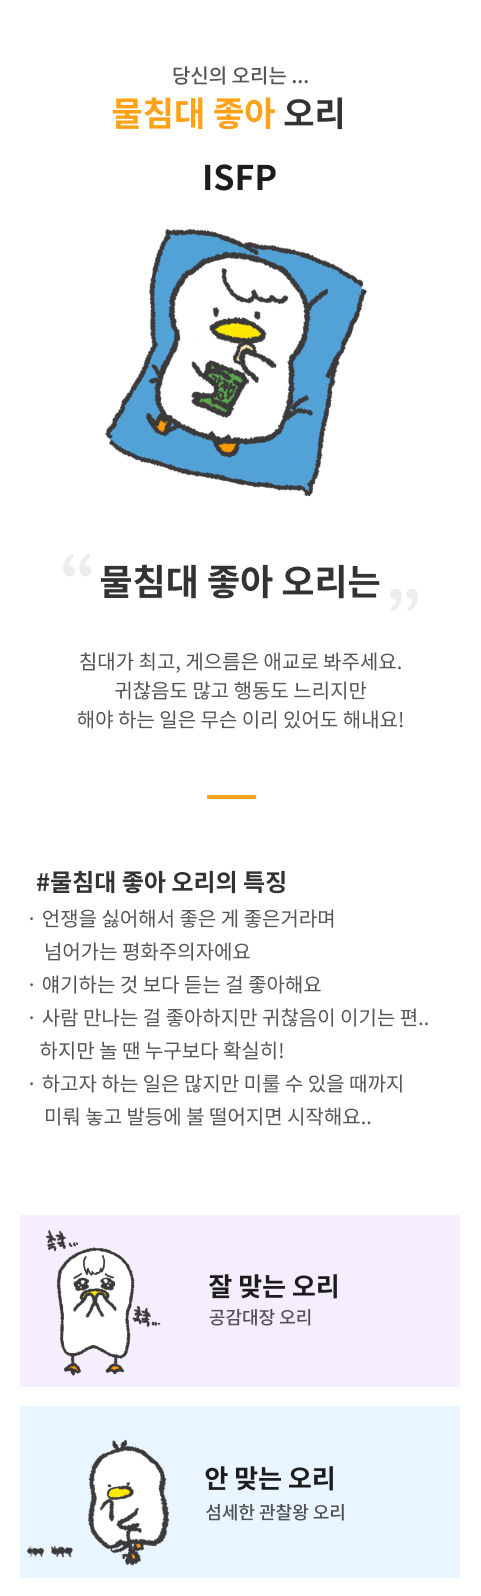 당신의 오리는 ...
물침대 좋아 오리
ISFP
“ 물침대 좋아 오리는 „
침대가 최고, 게으름은 애교로 봐주세요.
귀찮음도 많고 행동도 느리지만
해야 하는 일은 무슨 이리 있어도 해내요!
#물침대 좋아 오리의 특징
· 언쟁을 싫어해서 좋은 게 좋은거라며
넘어가는 평화주의자에요
· 얘기하는 것 보다 듣는 걸 좋아해요
· 사람 만나는 걸 좋아하지만 귀찮음이 이기는 편..
하지만 놀 땐 누구보다 확실히!
· 하고자 하는 일은 많지만 미룰 수 있을 때까지
미뤄 놓고 발등에 불 떨어지면 시작해요..
잘 맞는 오리
공감대장 오리
안 맞는 오리
섬세한 관찰왕 오리